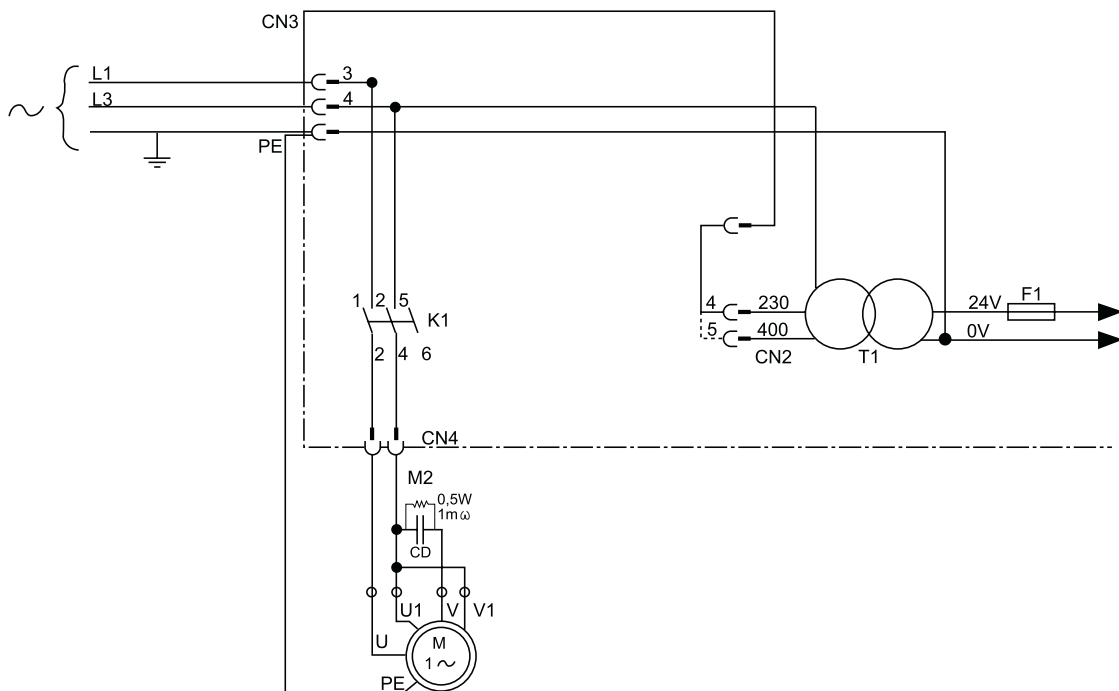 CN3
L1
3
L3
4
PE
1 2 5
K1
2 4 6
4 230
5 400
CN2
T1
24V
F1
0V
CN4
M2
0,5W
1mω
CD
U1 V V1
U
M
1
PE